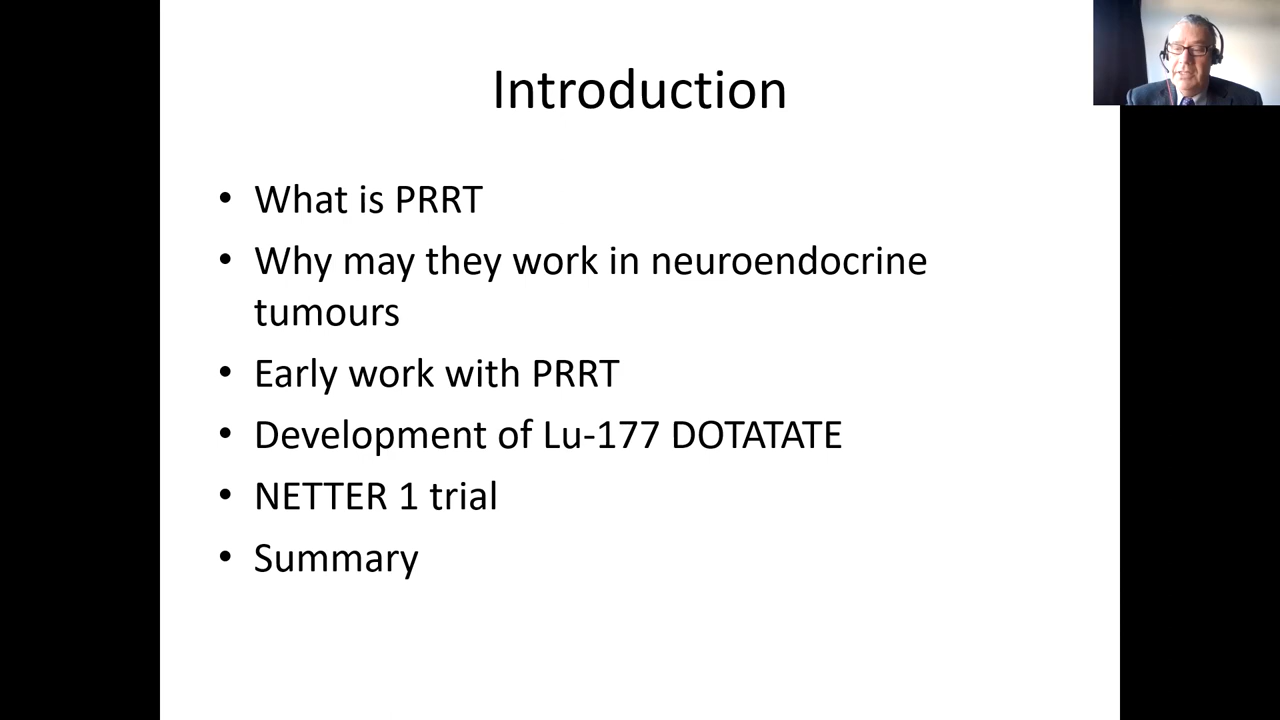 Introduction
• What is PRRT
• Why may they work in neuroendocrine
tumours
• Early work with PRRT
• Development of Lu-177 DOTATATE
• NETTER 1 trial
• Summary